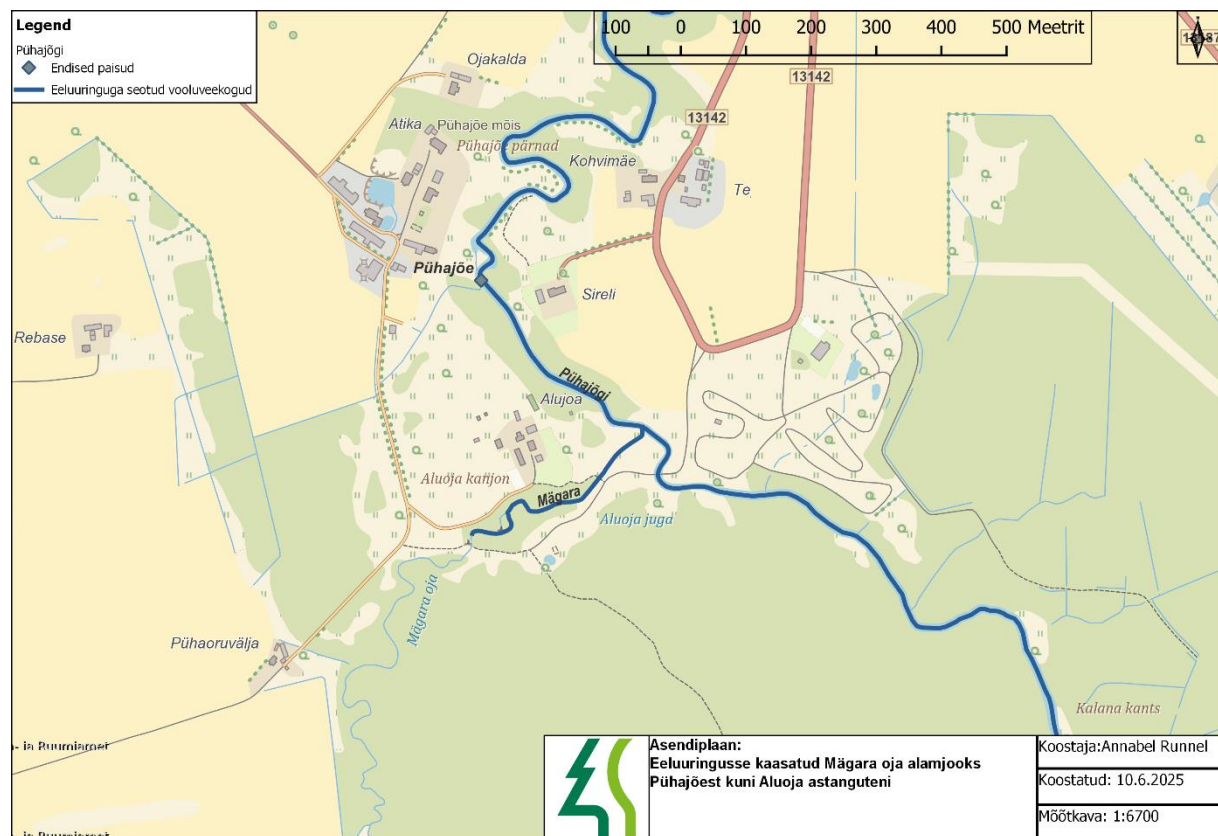 Legend
Pühajõgi
Endised paisud
Eeluuringuga seotud vooluveekogud
100 0 100 200 300 400 500 Meetrit
13142
13142
Ojakalda
Atika
Pühajõe mõis
Pühajõe pärnad
Kohvimäe
Te
Pühajõe
Sireli
Rebase
Pühajõgi
Alujoa
Aluoja kanjon
Mägara
Aluoja juga
Mägara oja
Pühaoruvälja
Kalana kants
Asendiplaan:
Eeluuringusse kaasatud Mägara oja alamjooks
Pühajõest kuni Aluoja astanguteni
Koostaja:Annabel Runnel
Koostatud: 10.6.2025
Mõõtkava: 1:6700